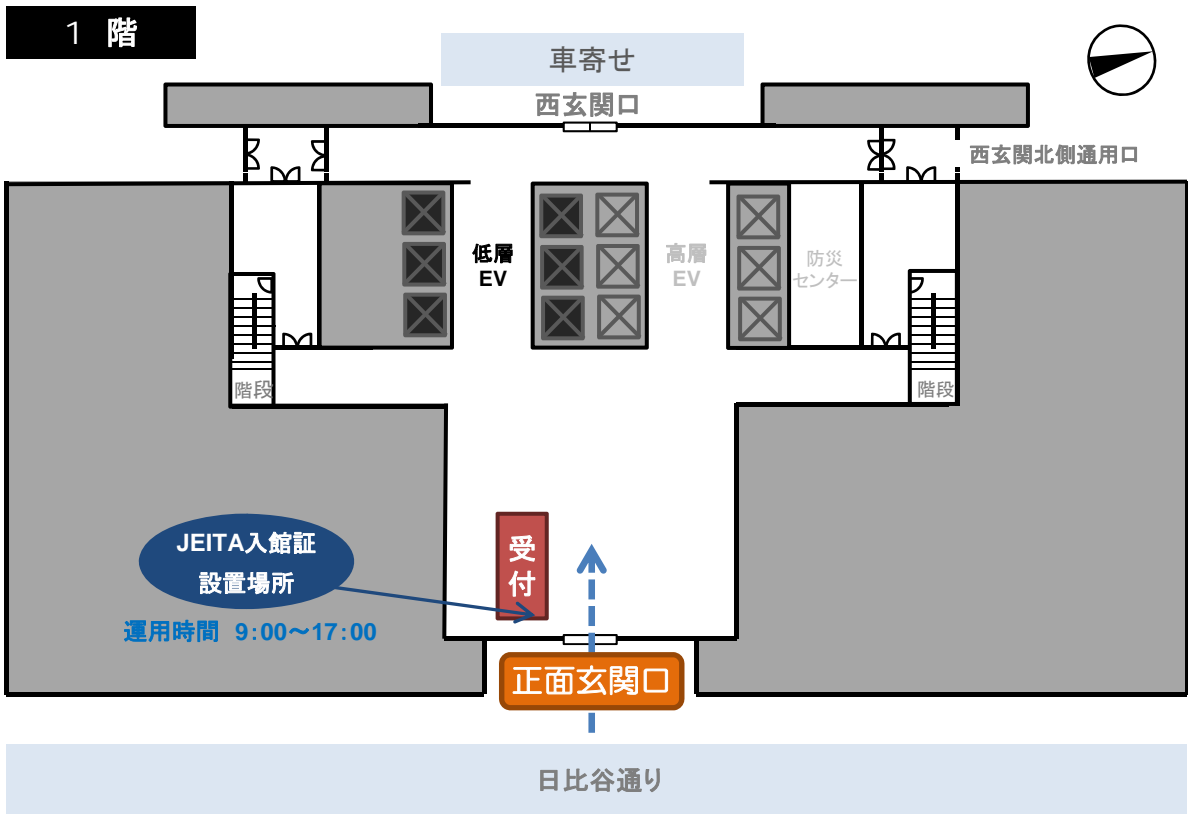 1 階
車寄せ
西玄関口
西玄関北側通用口
低層
EV
高層
EV
防災
センター
階段
階段
JEITA入館証
設置場所
受
付
運用時間 9:00～17:00
正面玄関口
日比谷通り